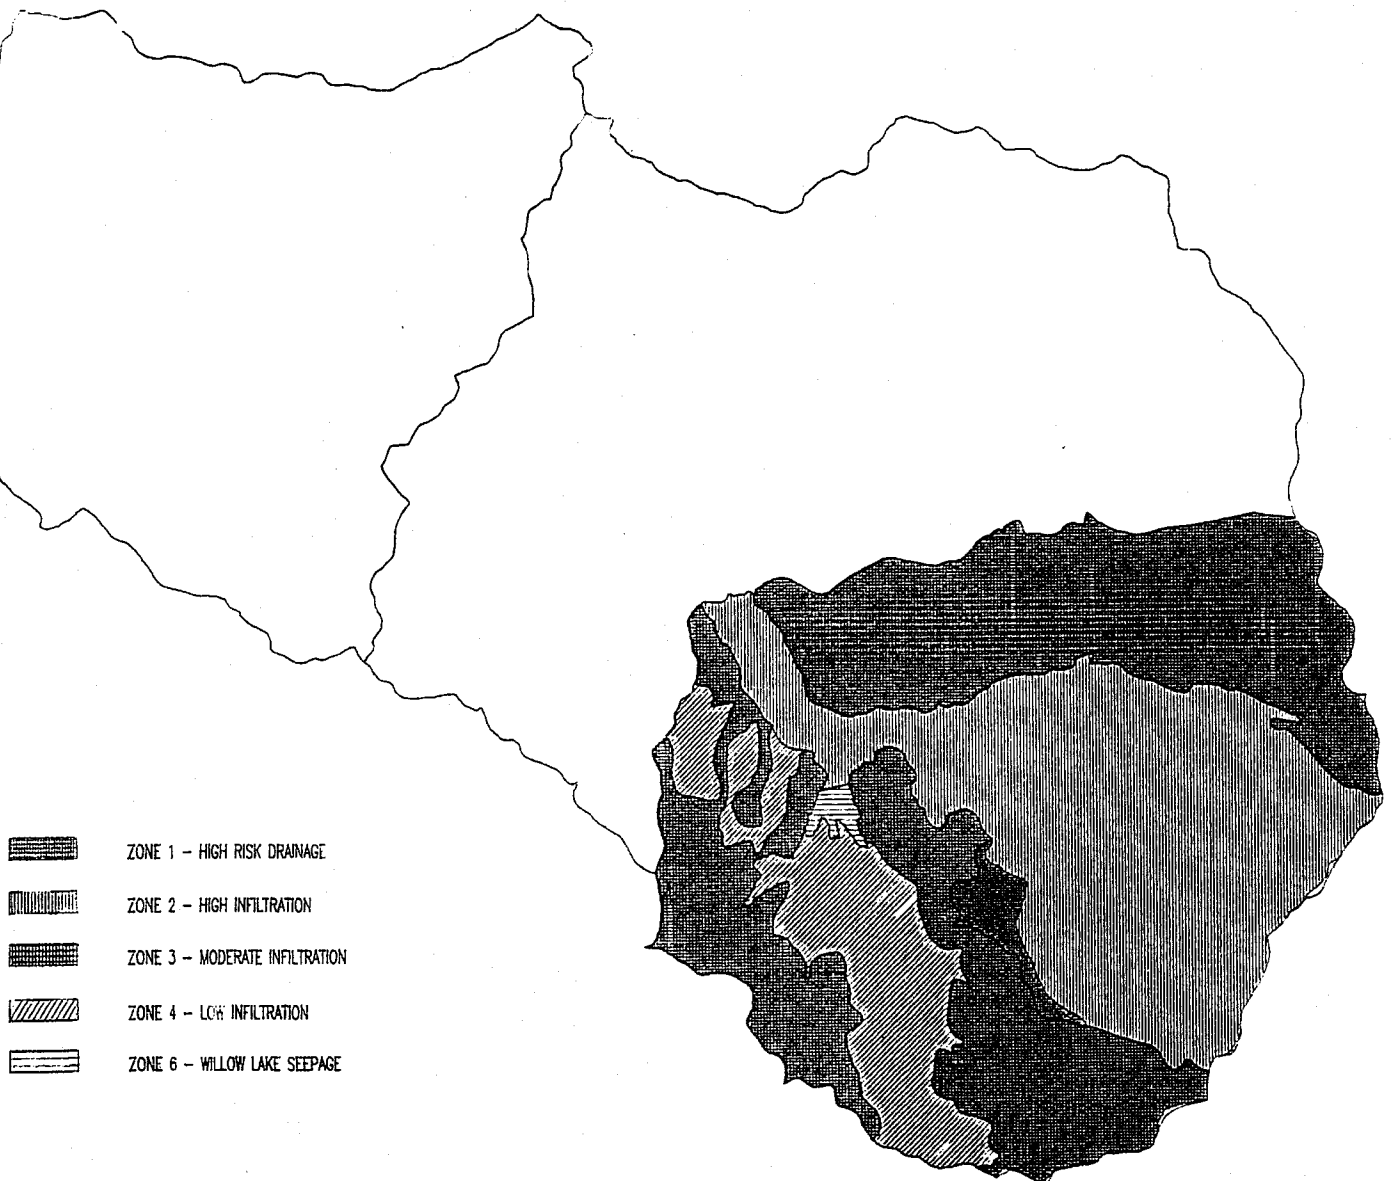 ZONE 1 - HIGH RISK DRAINAGE
ZONE 2 - HIGH INFILTRATION
ZONE 3 - MODERATE INFILTRATION
ZONE 4 - LOW INFILTRATION
ZONE 6 - WILLOW LAKE SEEPAGE